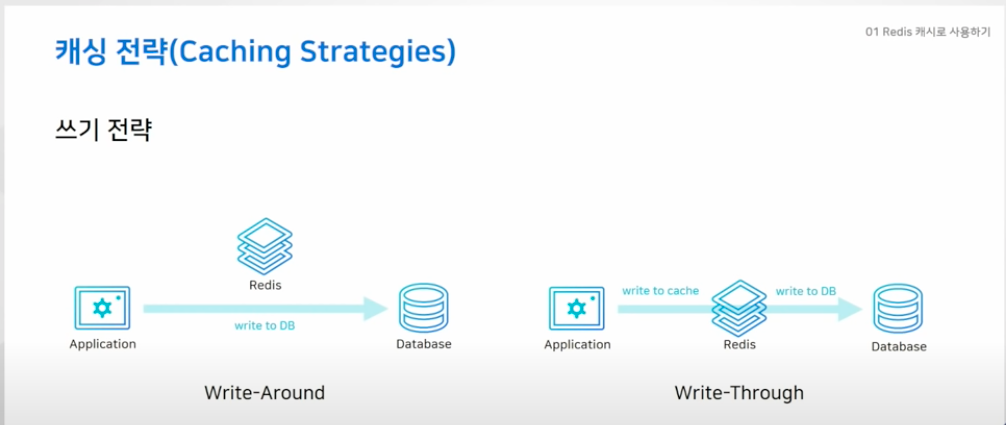 01 Redis 캐시로 사용하기
캐싱 전략(Caching Strategies)
쓰기 전략
Redis
write to DB
Application
Database
Write-Around
write to cache
write to DB
Application
Redis
Database
Write-Through